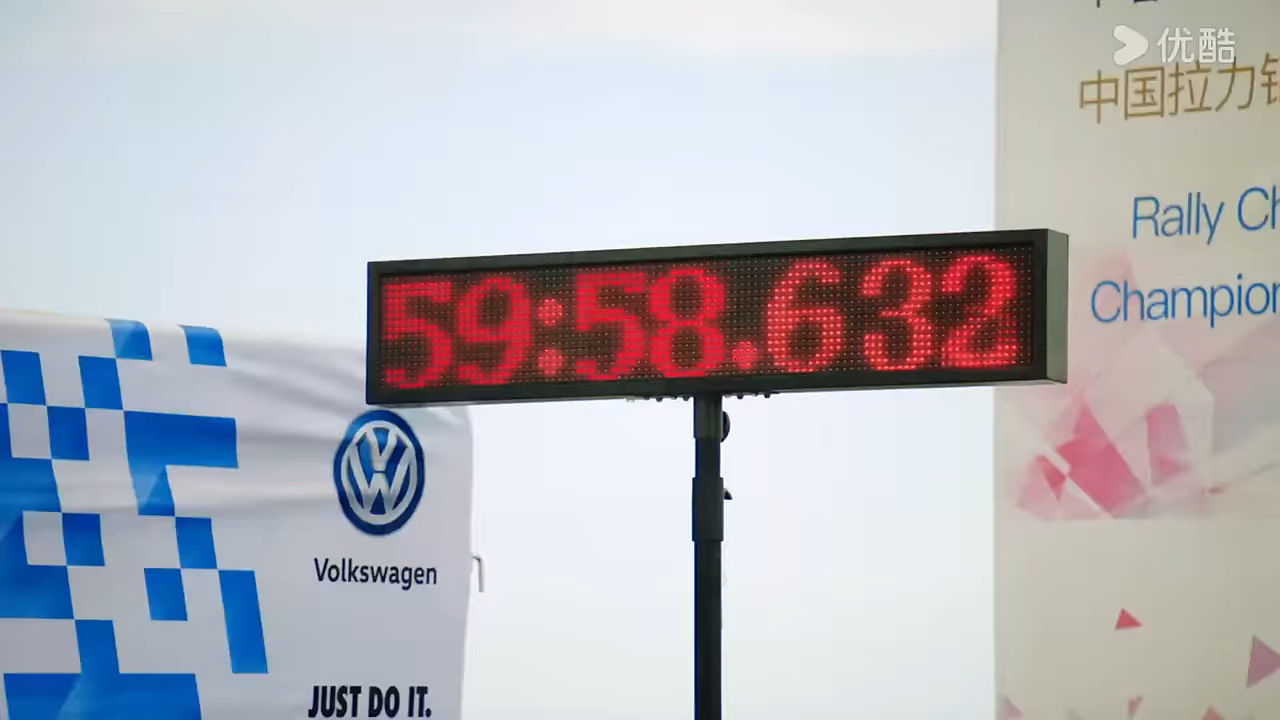 优酷
中国拉力
Rally Ch
Champion
59:58.632
Volkswagen
JUST DO IT.